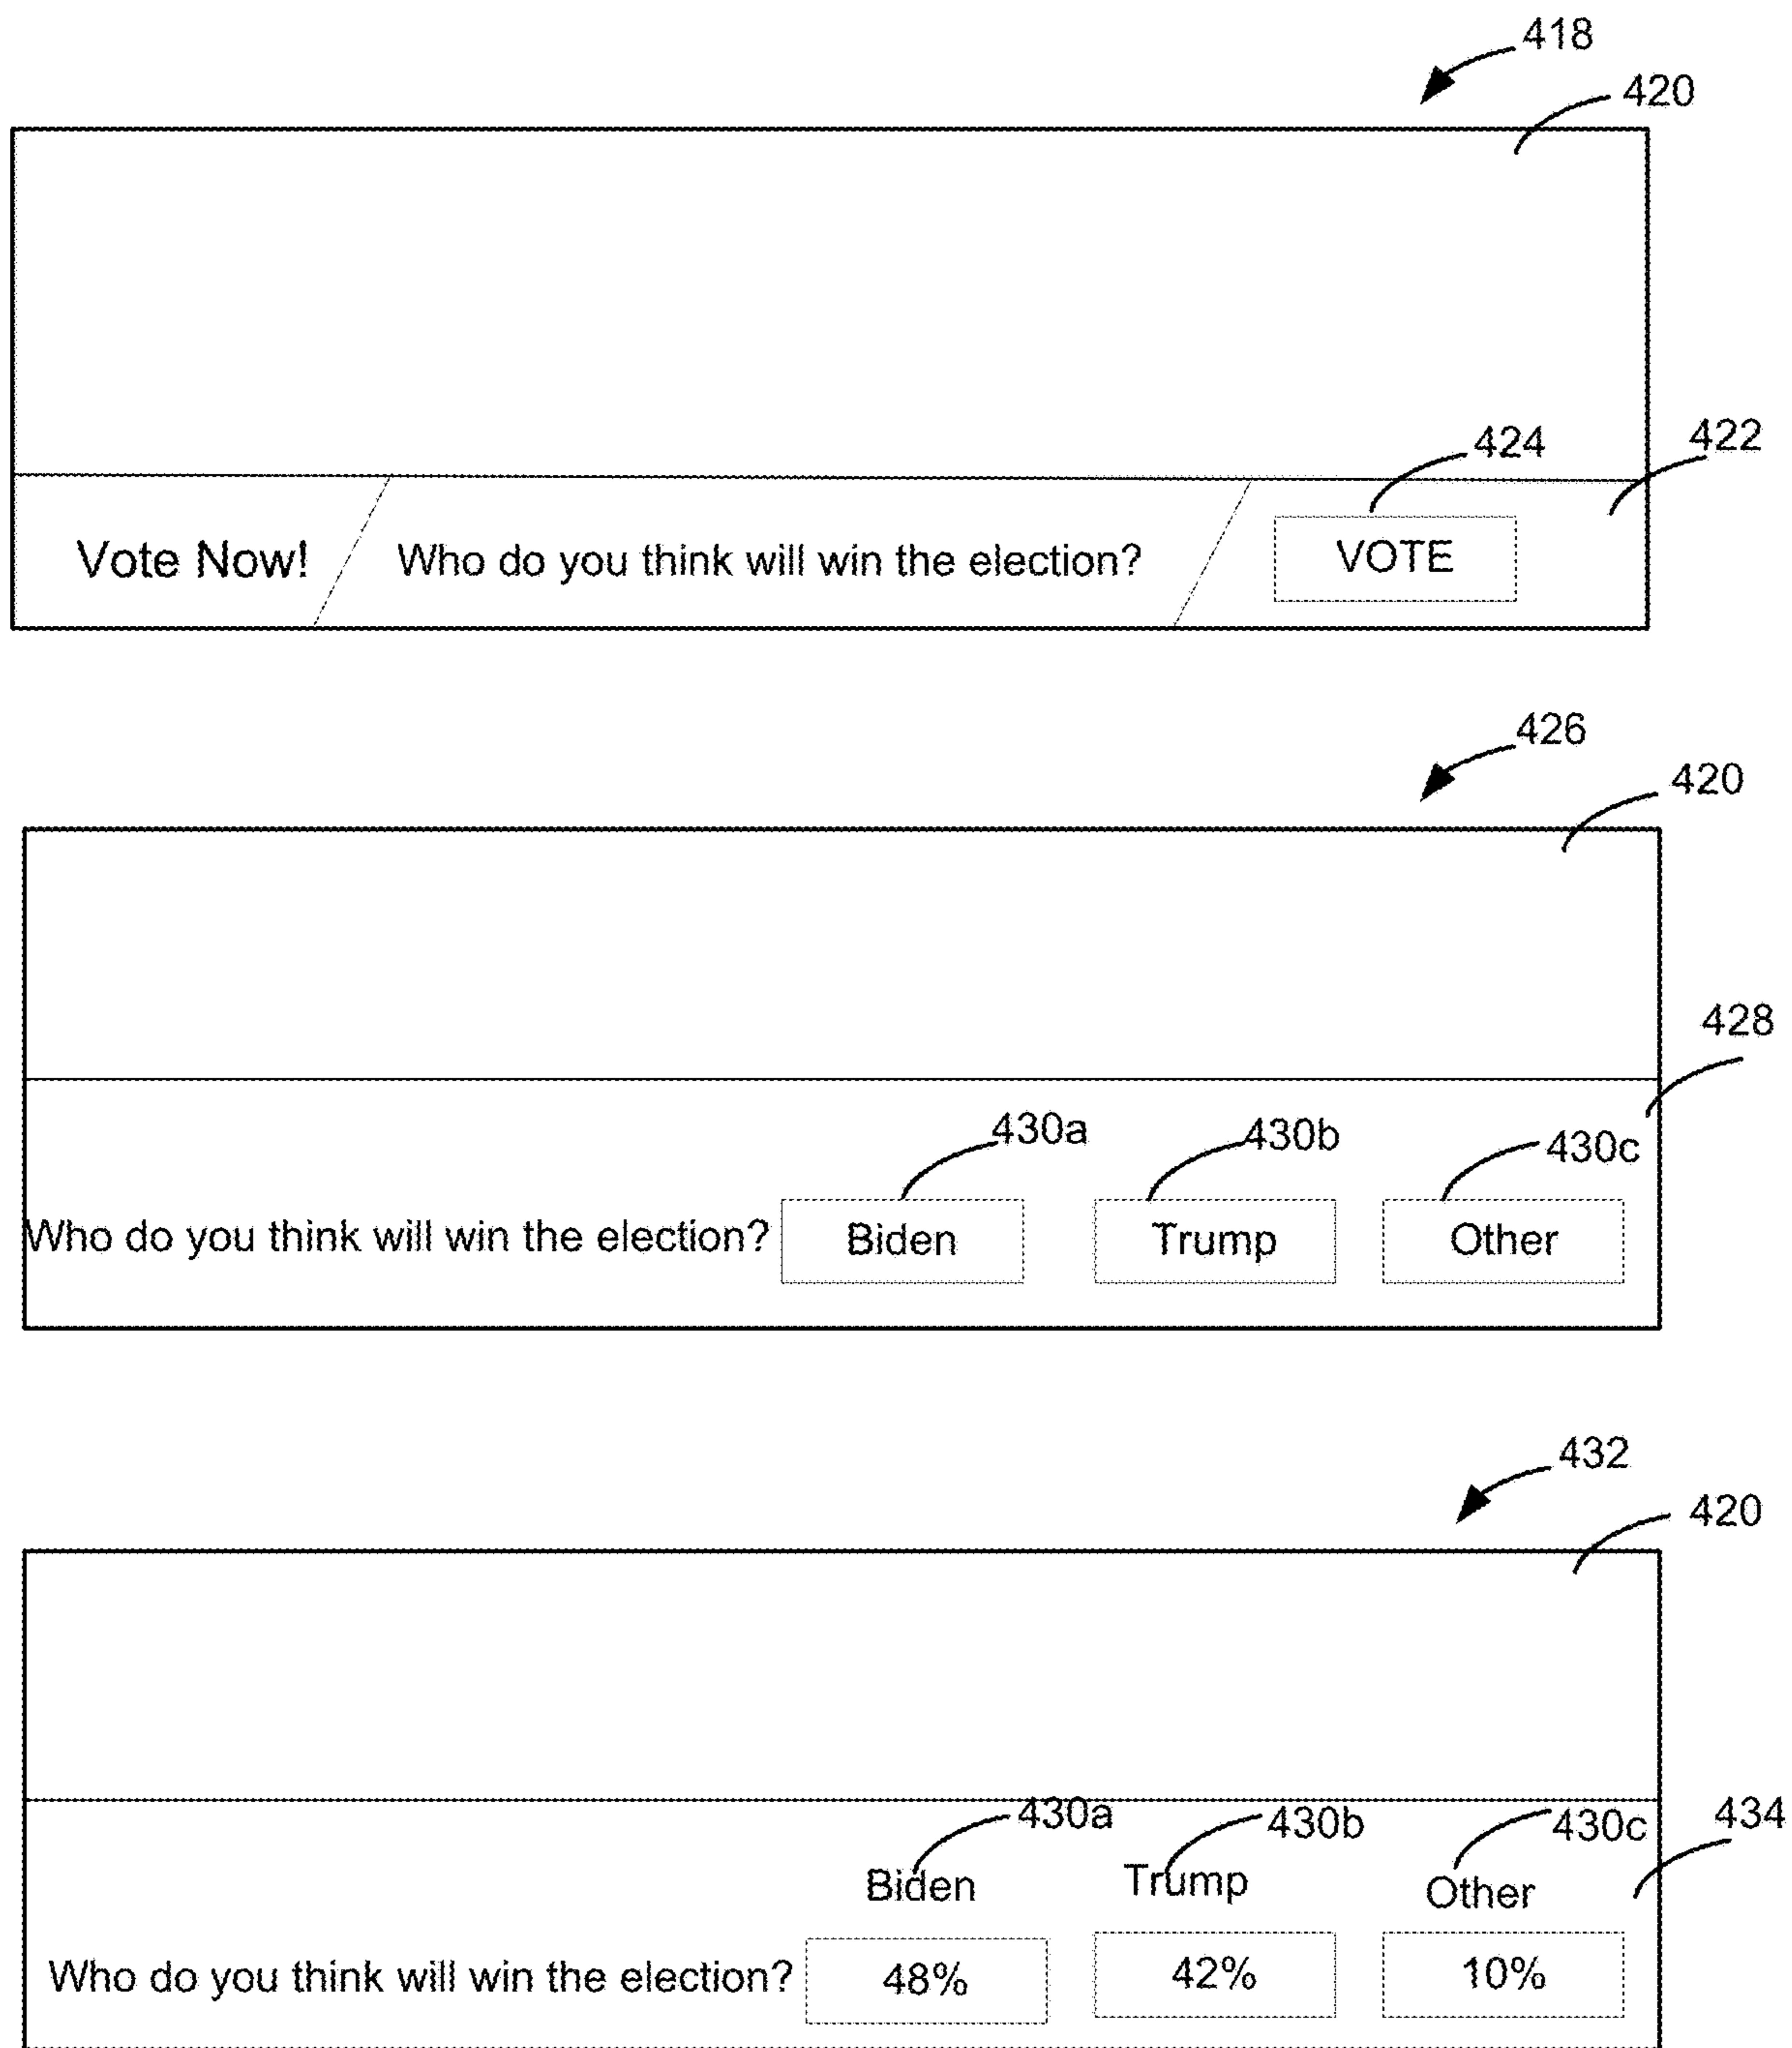 418
420
424
422
Vote Now!
Who do you think will win the election?
VOTE
426
420
428
430a
430b
430c
Who do you think will win the election?
Biden
Trump
Other
432
420
430a
430b
430c
434
Biden
Trump
Other
Who do you think will win the election?
48%
42%
10%